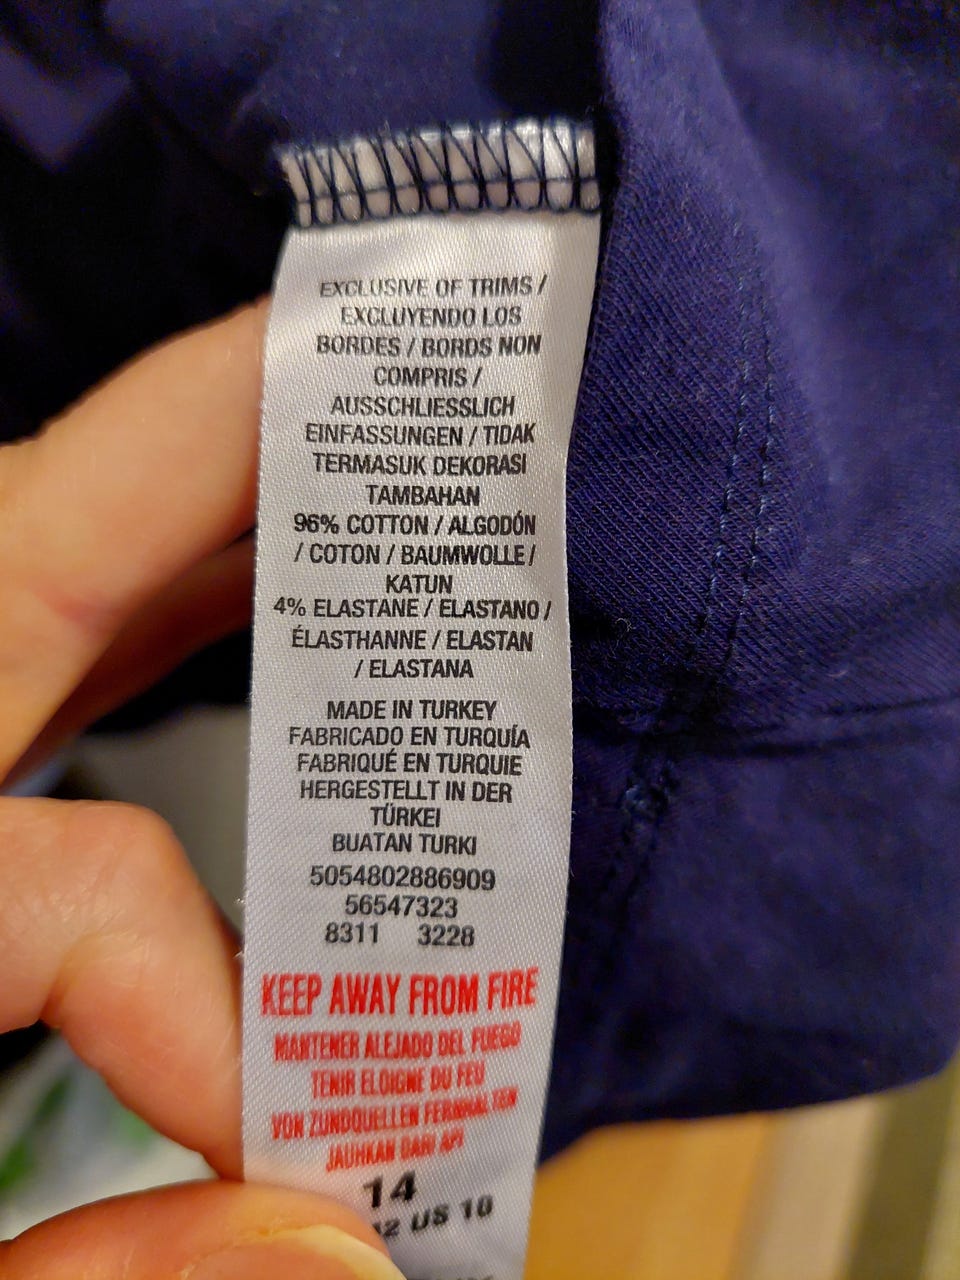 EXCLUSIVE OF TRIMS /
EXCLUYENDO LOS
BORDES / BORDS NON
COMPRIS /
AUSSCHLIESSLICH
EINFASSUNGEN / TIDAK
TERMASUK DEKORASI
TAMBAHAN
96% COTTON / ALGODÓN
/ COTON / BAUMWOLLE /
KATUN
4% ELASTANE / ELASTANO /
ÉLASTHANNE / ELASTAN
/ ELASTANA
MADE IN TURKEY
FABRICADO EN TURQUÍA
FABRIQUÉ EN TURQUIE
HERGESTELLT IN DER
TÜRKEI
BUATAN TURKI
5054802886909
56547323
8311 3228
KEEP AWAY FROM FIRE
MANTENER ALEJADO DEL FUEGO
TENIR ELOIGNE DU FEU
VON ZUNDQUELLEN FERNHALTEN
JAUHKAN DARI API
14
US 10